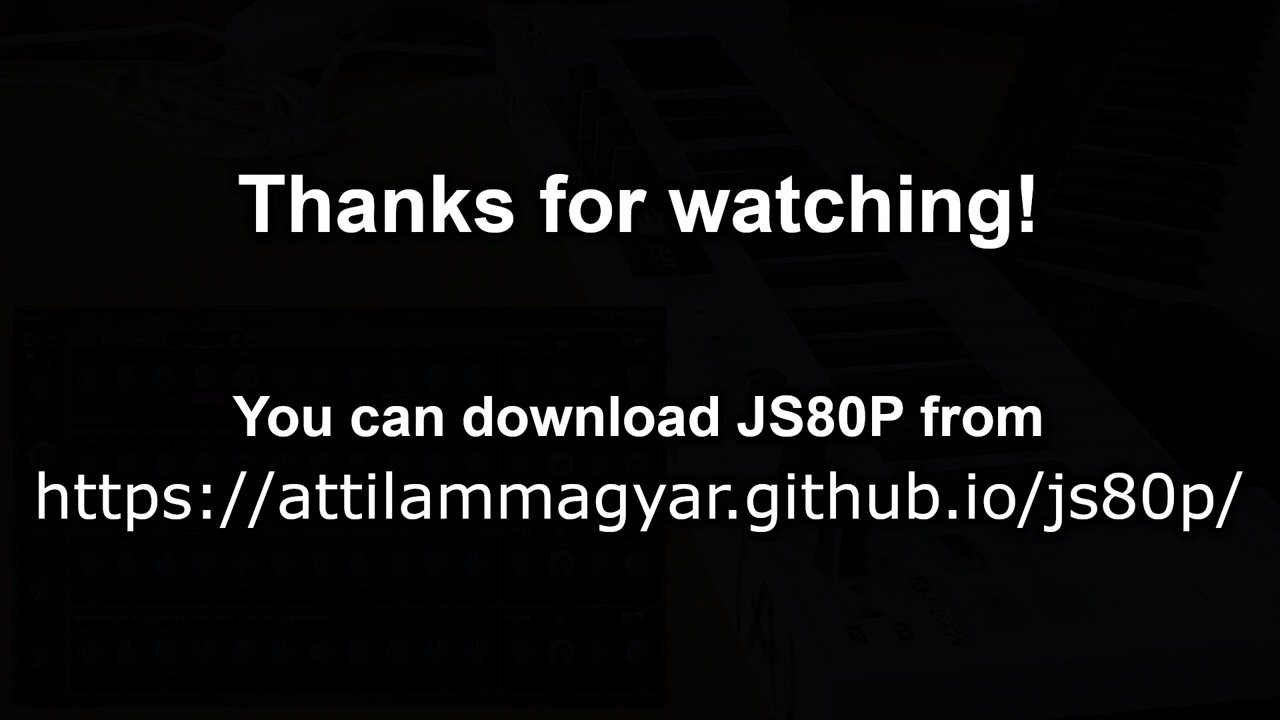 Thanks for watching!
You can download JS80P from
https://attilammagyar.github.io/js80p/